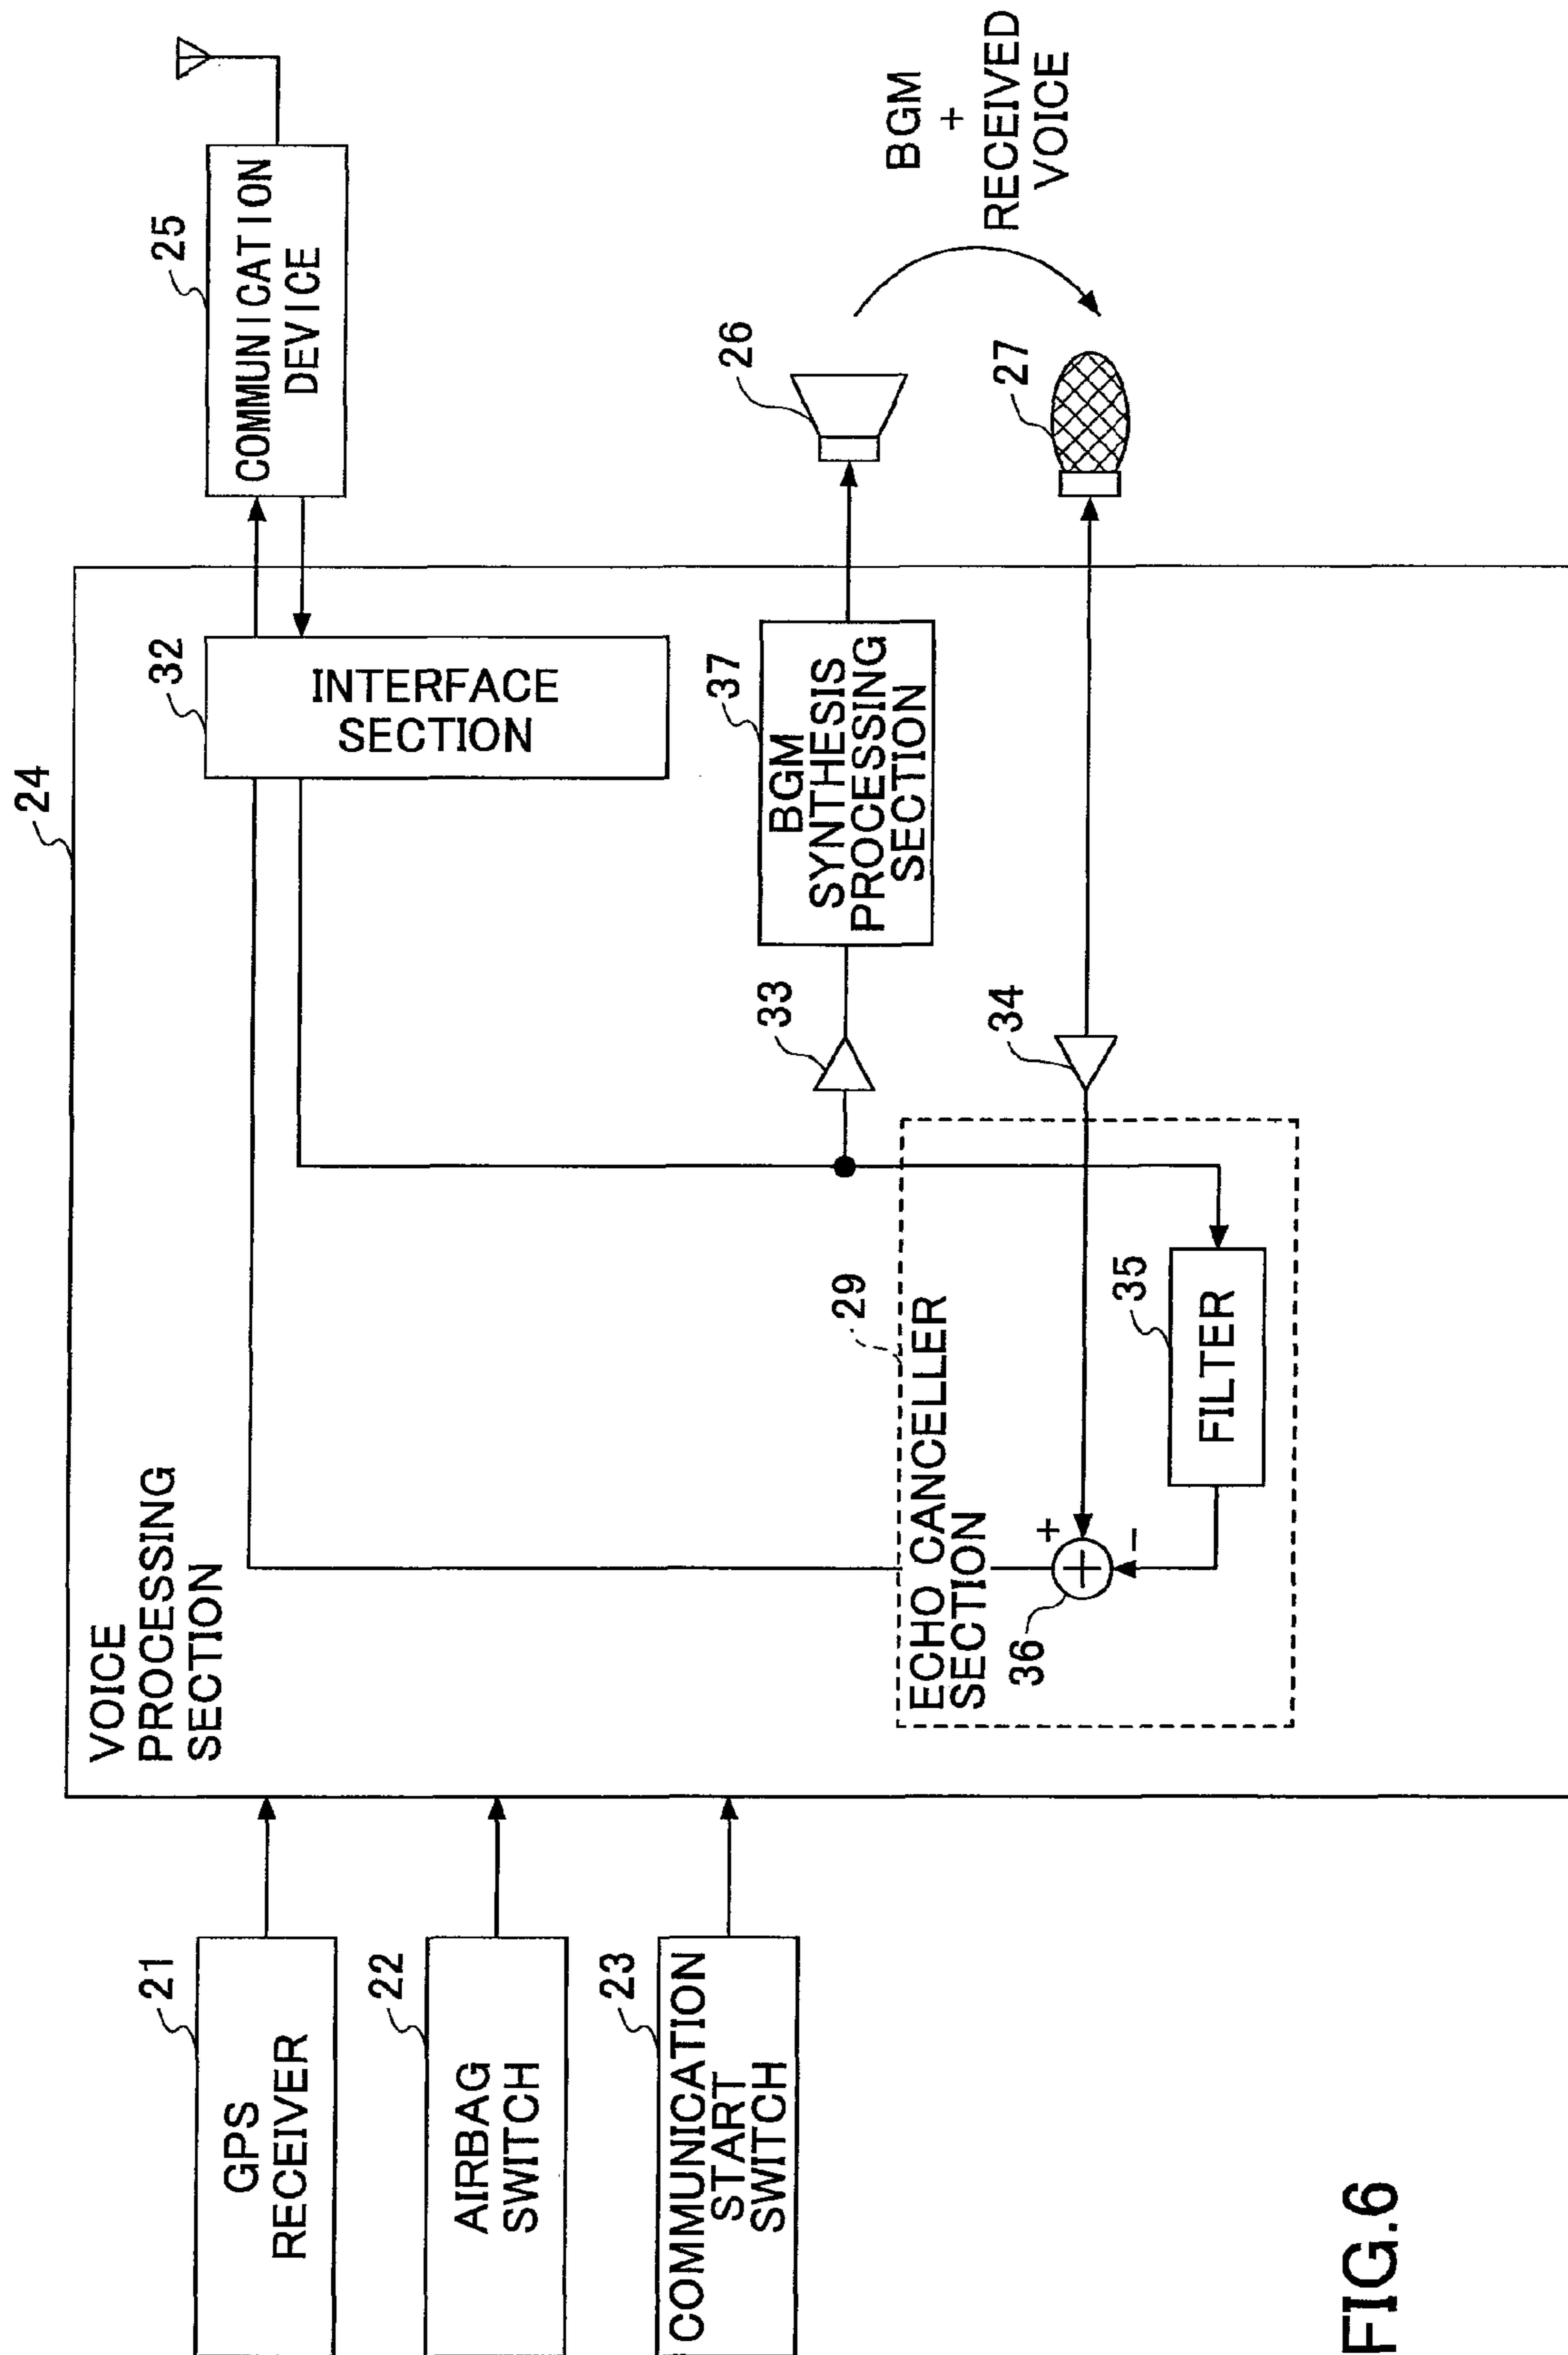 24
VOICE
PROCESSING
SECTION
21
GPS
RECEIVER
22
AIRBAG
SWITCH
23
COMMUNICATION
START
SWITCH
32
INTERFACE
SECTION
25
COMMUNICATION
DEVICE
33
37
BGM
SYNTHESIS
PROCESSING
SECTION
26
BGM
+
RECEIVED
VOICE
29
ECHO CANCELLER
SECTION
34
27
36
+
−
35
FILTER
FIG.6